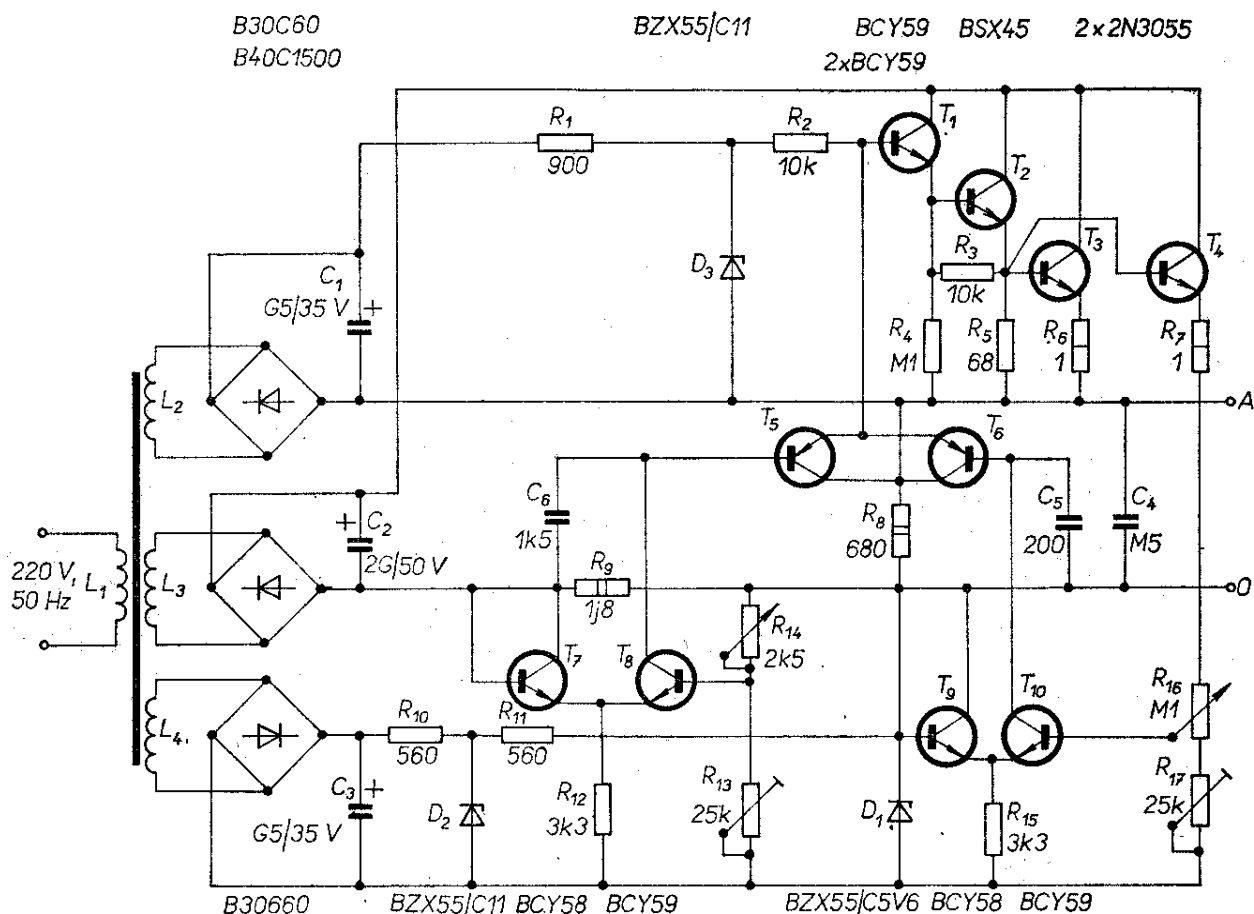 B30C60 BZX55/C11 BCY59 BSX45 2x2N3055
B40C1500 2xBCY59
R1
900
R2
10k
T1
T2
R3
10k
T3
T4
D3
C1
G5/35 V +
R4
M1
R5
68
R6
1
R7
1
L2
A
T5
T6
C6
1k5
R8
680
C5
200
C4
M5
+ C2
2G/50 V
220 V,
50 Hz
L1
L3
R9
1j8
0
T7
T8
R14
2k5
T9
T10
R16
M1
L4
R10
560
R11
560
C3 +
G5/35 V
D2
R12
3k3
R13
25k
D1
R15
3k3
R17
25k
B30660 BZX55/C11 BCY58 BCY59 BZX55/C5V6 BCY58 BCY59